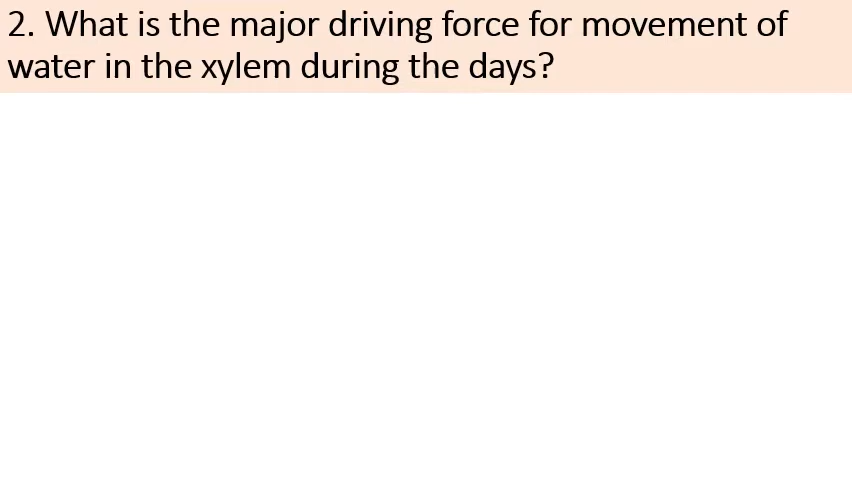 2. What is the major driving force for movement of
water in the xylem during the days?